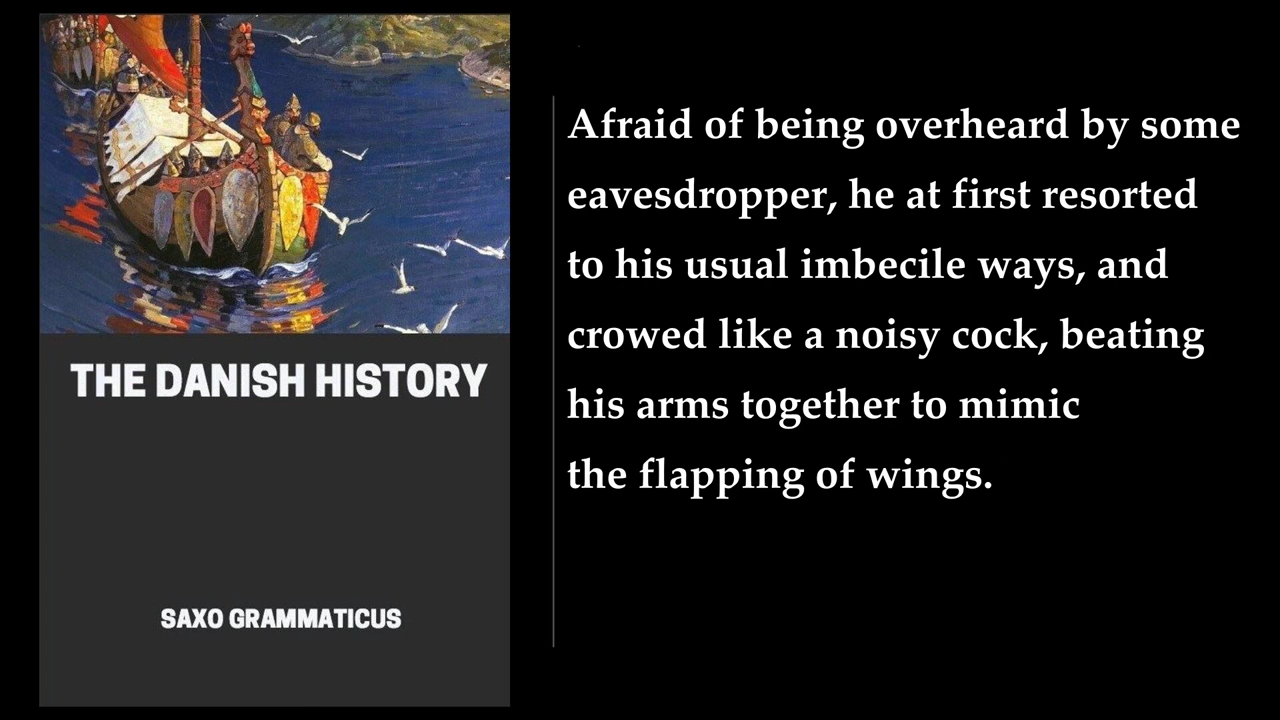 THE DANISH HISTORY
SAXO GRAMMATICUS
Afraid of being overheard by some
eavesdropper, he at first resorted
to his usual imbecile ways, and
crowed like a noisy cock, beating
his arms together to mimic
the flapping of wings.